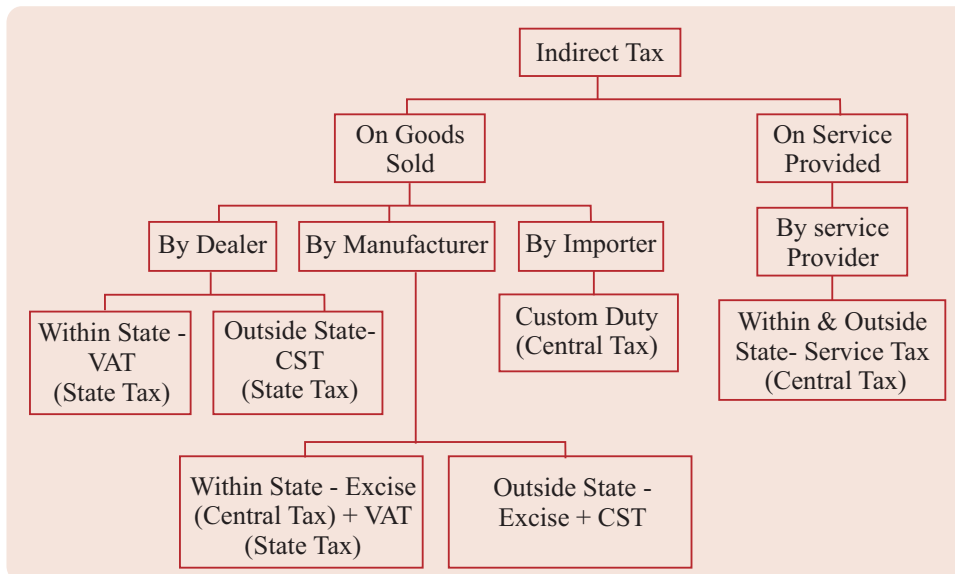 Indirect Tax
On Goods
Sold
On Service
Provided
By Dealer
By Manufacturer
By Importer
By service
Provider
Within State -
VAT
(State Tax)
Outside State-
CST
(State Tax)
Custom Duty
(Central Tax)
Within & Outside
State- Service Tax
(Central Tax)
Within State - Excise
(Central Tax) + VAT
(State Tax)
Outside State -
Excise + CST